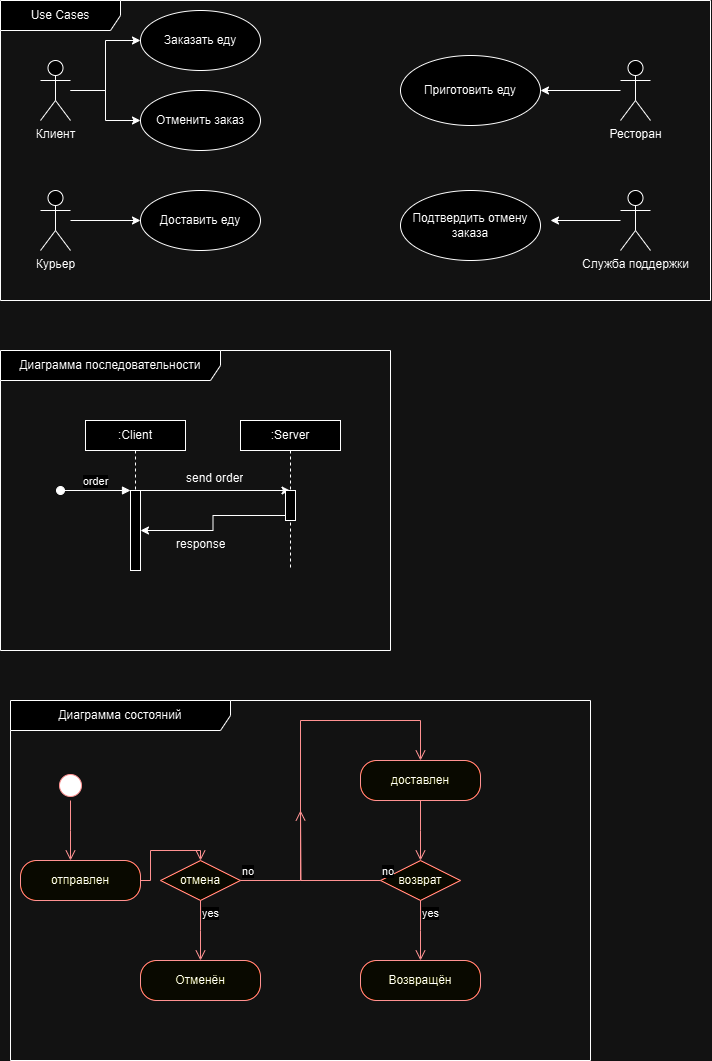 Use Cases
Заказать еду
Приготовить еду
Отменить заказ
Клиент
Ресторан
Доставить еду
Подтвердить отмену
заказа
Курьер
Служба поддержки
Диаграмма последовательности
:Client
:Server
order
send order
response
Диаграмма состояний
доставлен
отправлен
отмена
no
no
возврат
yes
yes
Отменён
Возвращён